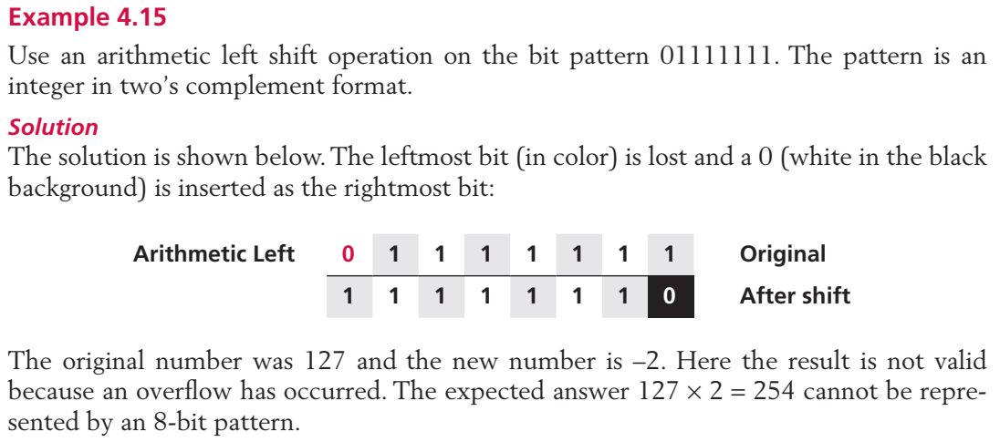 Example 4.15
Use an arithmetic left shift operation on the bit pattern 01111111. The pattern is an
integer in two’s complement format.
Solution
The solution is shown below. The leftmost bit (in color) is lost and a 0 (white in the black
background) is inserted as the rightmost bit:
Arithmetic Left 0 1 1 1 1 1 1 1 Original
1 1 1 1 1 1 1 0 After shift
The original number was 127 and the new number is –2. Here the result is not valid
because an overflow has occurred. The expected answer 127 × 2 = 254 cannot be repre-
sented by an 8-bit pattern.